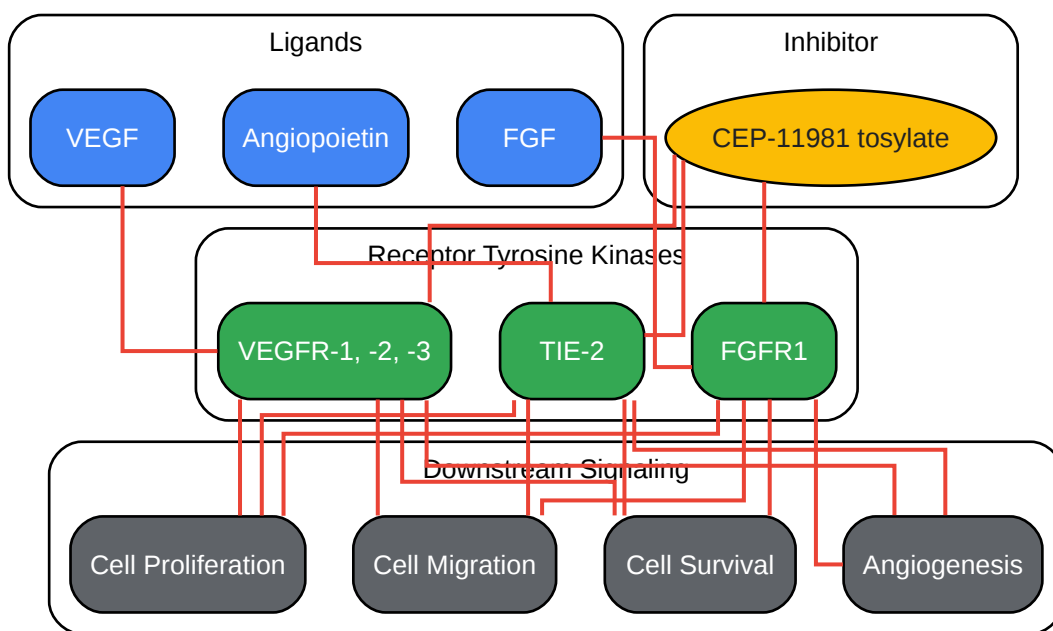 Ligands
Inhibitor
VEGF
Angiopoietin
FGF
CEP-11981 tosylate
Receptor Tyrosine Kinases
VEGFR-1, -2, -3
TIE-2
FGFR1
Downstream Signaling
Cell Proliferation
Cell Migration
Cell Survival
Angiogenesis